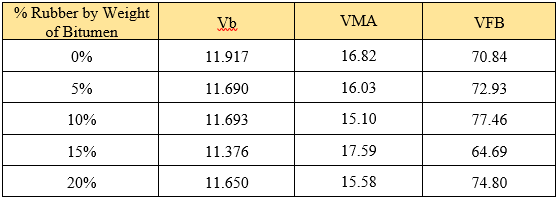 % Rubber by Weight of Bitumen Vb VMA VFB
0% 11.917 16.82 70.84
5% 11.690 16.03 72.93
10% 11.693 15.10 77.46
15% 11.376 17.59 64.69
20% 11.650 15.58 74.80